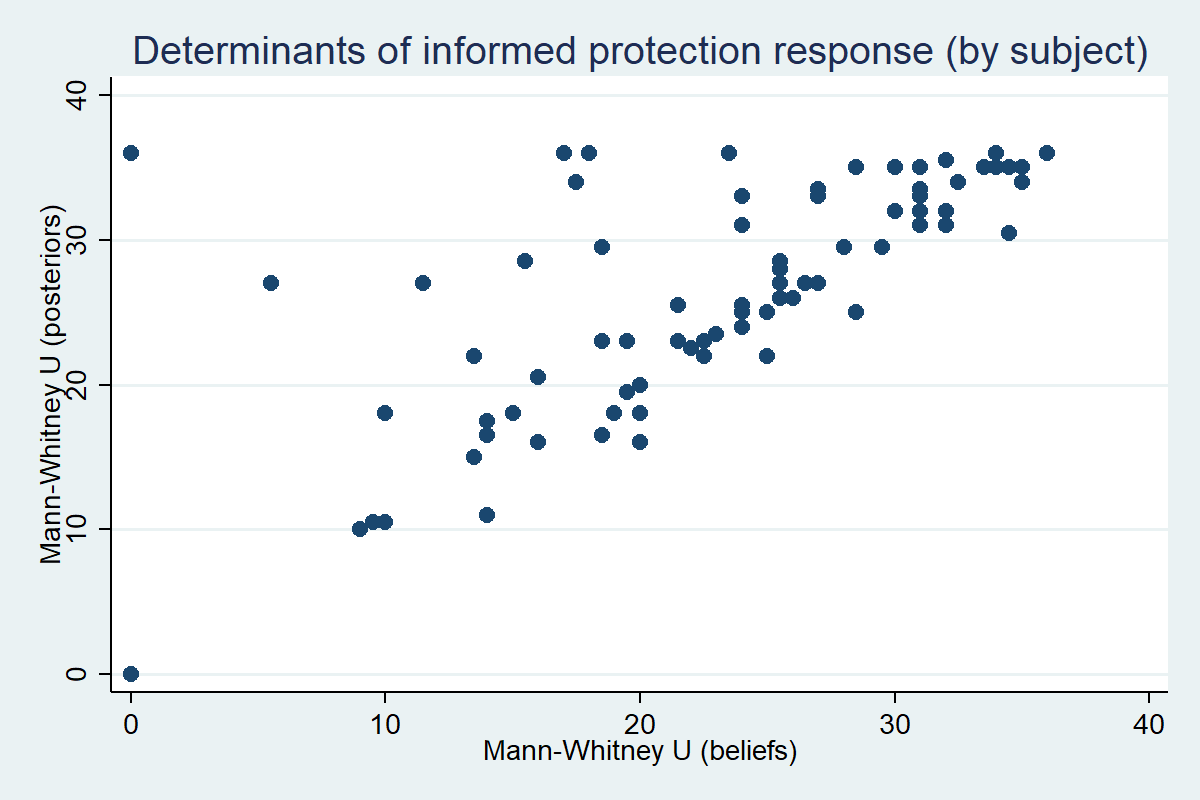 Determinants of informed protection response (by subject)
Mann-Whitney U (posteriors)
40
30
20
10
0
0 10 20 30 40
Mann-Whitney U (beliefs)